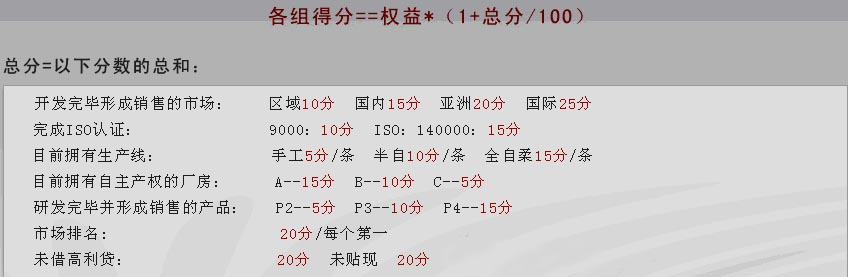 各组得分==权益*（1+总分/100）
总分=以下分数的总和：
开发完毕形成销售的市场： 区域10分 国内15分 亚洲20分 国际25分
完成ISO认证： 9000：10分 ISO：140000：15分
目前拥有生产线： 手工5分/条 半自10分/条 全自柔15分/条
目前拥有自主产权的厂房： A--15分 B--10分 C--5分
研发完毕并形成销售的产品： P2--5分 P3--10分 P4--15分
市场排名： 20分/每个第一
未借高利贷： 20分 未贴现 20分